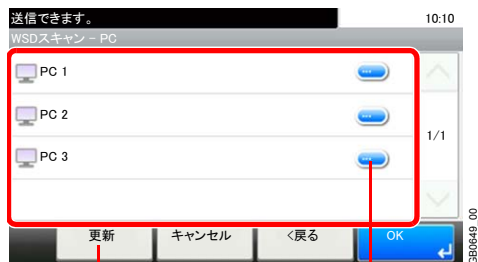 送信できます。 10:10
WSDスキャン - PC
PC 1
PC 2
1/1
PC 3
更新 キャンセル <戻る OK
GB0649_00